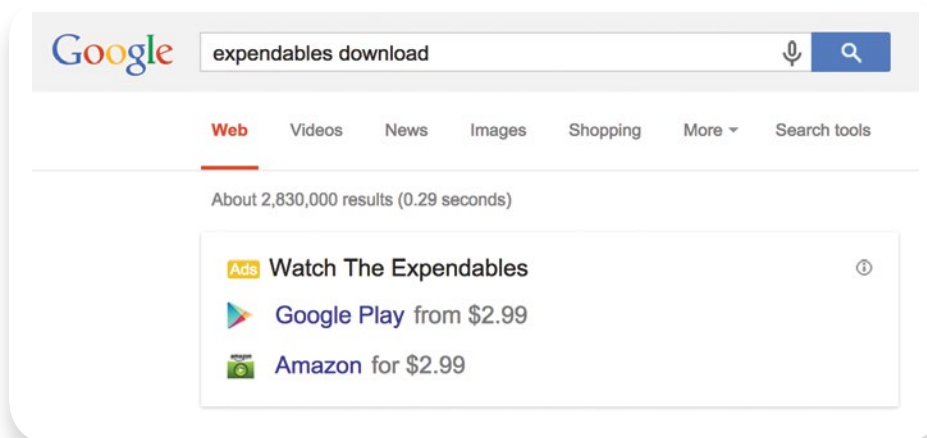 Google expendables download
Web Videos News Images Shopping More Search tools
About 2,830,000 results (0.29 seconds)
Ads Watch The Expendables
Google Play from $2.99
amazon Amazon for $2.99